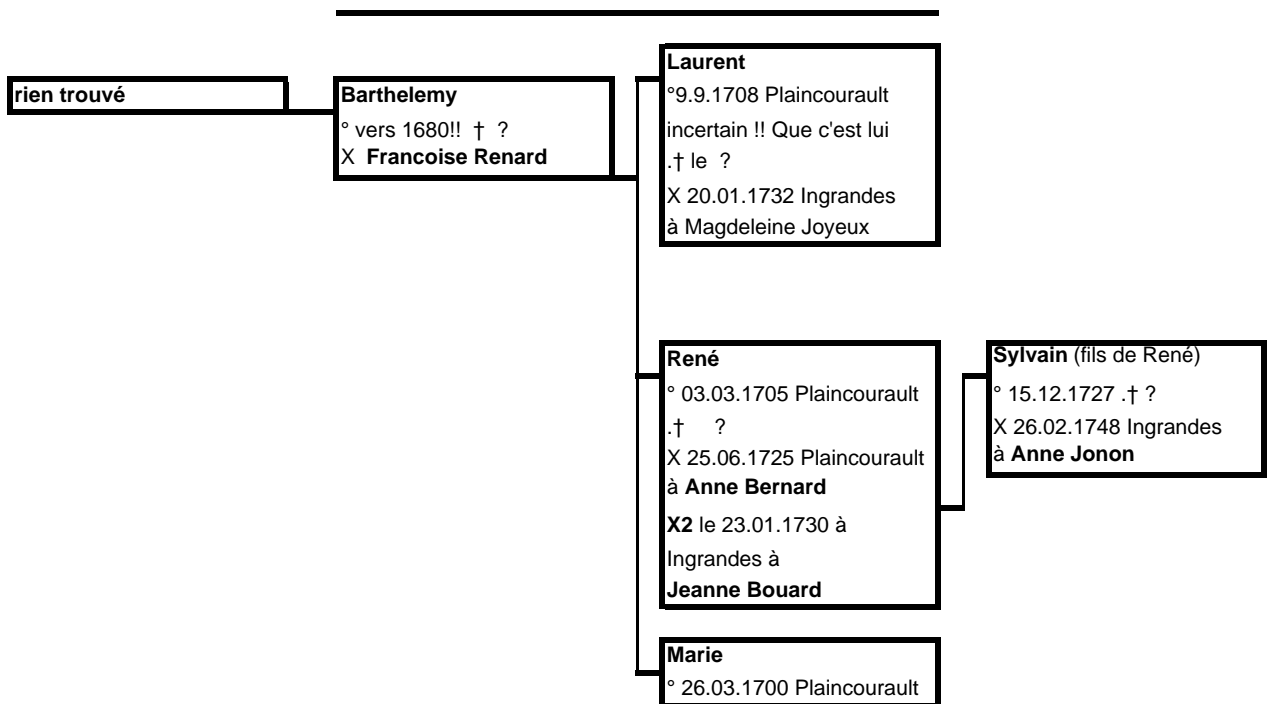 rien trouvé
Barthelemy
° vers 1680!! † ?
X Francoise Renard
Laurent
°9.9.1708 Plaincourault
incertain !! Que c'est lui
.† le ?
X 20.01.1732 Ingrandes
à Magdeleine Joyeux
René
° 03.03.1705 Plaincourault
.† ?
X 25.06.1725 Plaincourault
à Anne Bernard
X2 le 23.01.1730 à
Ingrandes à
Jeanne Bouard
Sylvain (fils de René)
° 15.12.1727 .† ?
X 26.02.1748 Ingrandes
à Anne Jonon
Marie
° 26.03.1700 Plaincourault